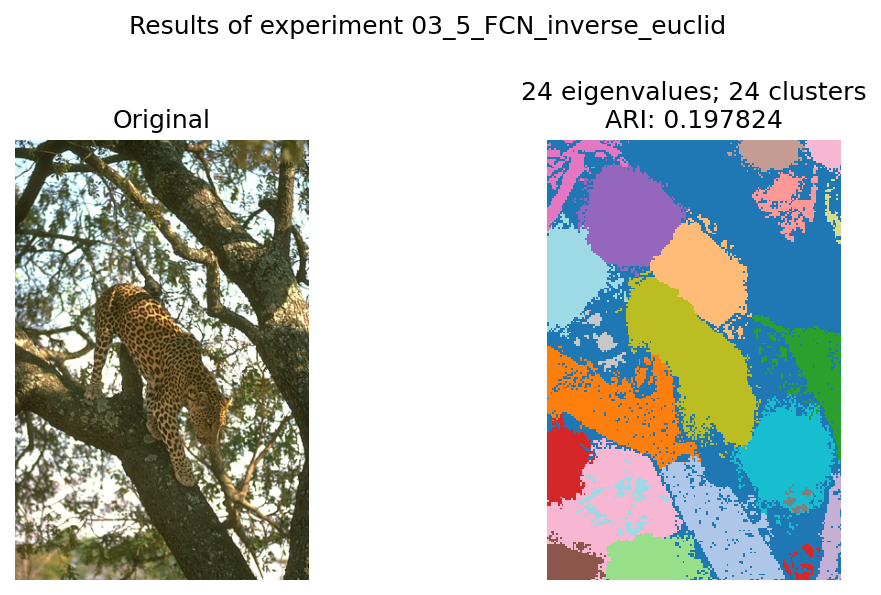 Results of experiment 03_5_FCN_inverse_euclid
Original
24 eigenvalues; 24 clusters
ARI: 0.197824